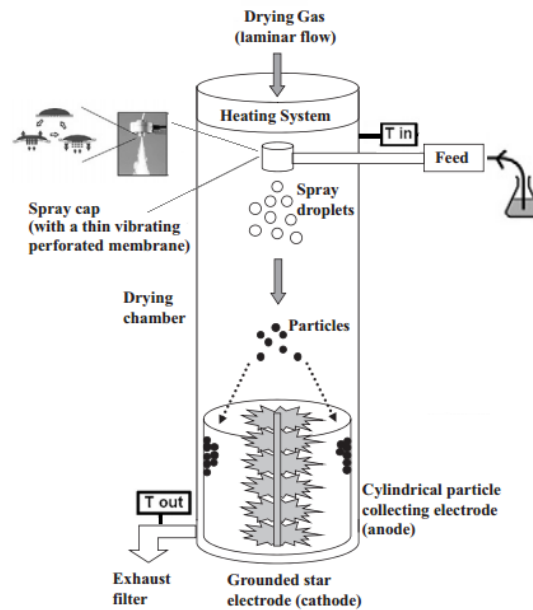 Drying Gas
(laminar flow)
Heating System
T in
Feed
Spray cap
(with a thin vibrating
perforated membrane)
Spray
droplets
Drying
chamber
Particles
T out
Cylindrical particle
collecting electrode
(anode)
Exhaust
filter
Grounded star
electrode (cathode)